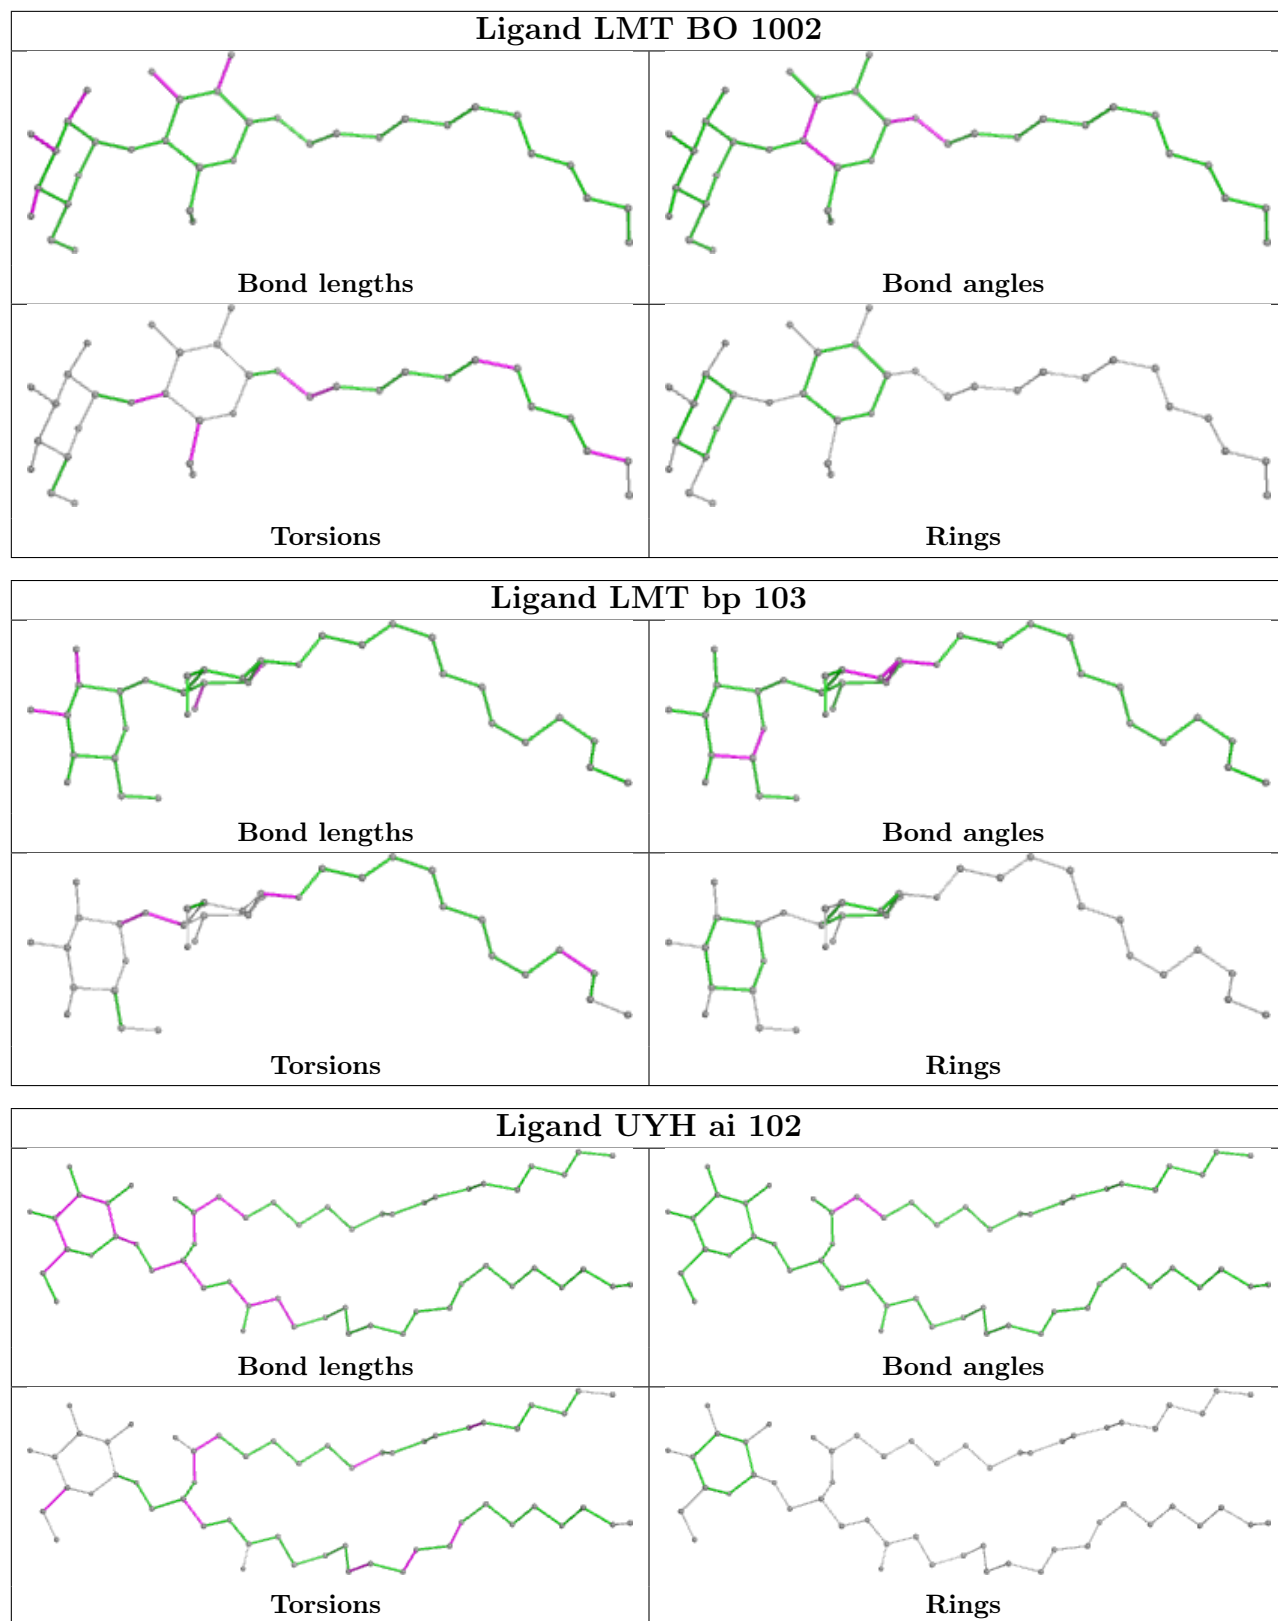 Ligand LMT BO 1002
Bond lengths
Bond angles
Torsions
Rings
Ligand LMT bp 103
Bond lengths
Bond angles
Torsions
Rings
Ligand UYH ai 102
Bond lengths
Bond angles
Torsions
Rings